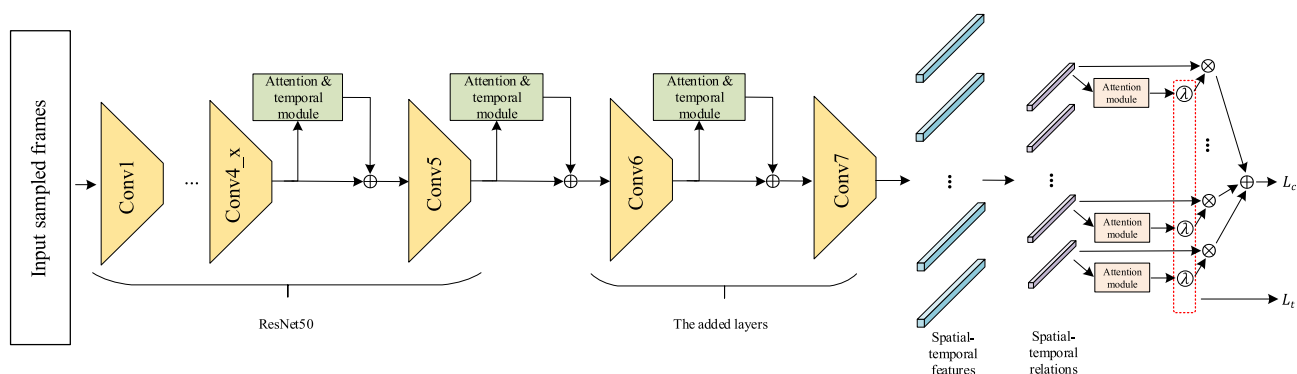 Input sampled frames
Conv1
...
Conv4_x
Attention &
temporal
module
Conv5
Attention &
temporal
module
Conv6
Attention &
temporal
module
Conv7
ResNet50
The added layers
Spatial-
temporal
features
Spatial-
temporal
relations
Attention
module
λ
Attention
module
λ
Attention
module
λ
L_c
L_t